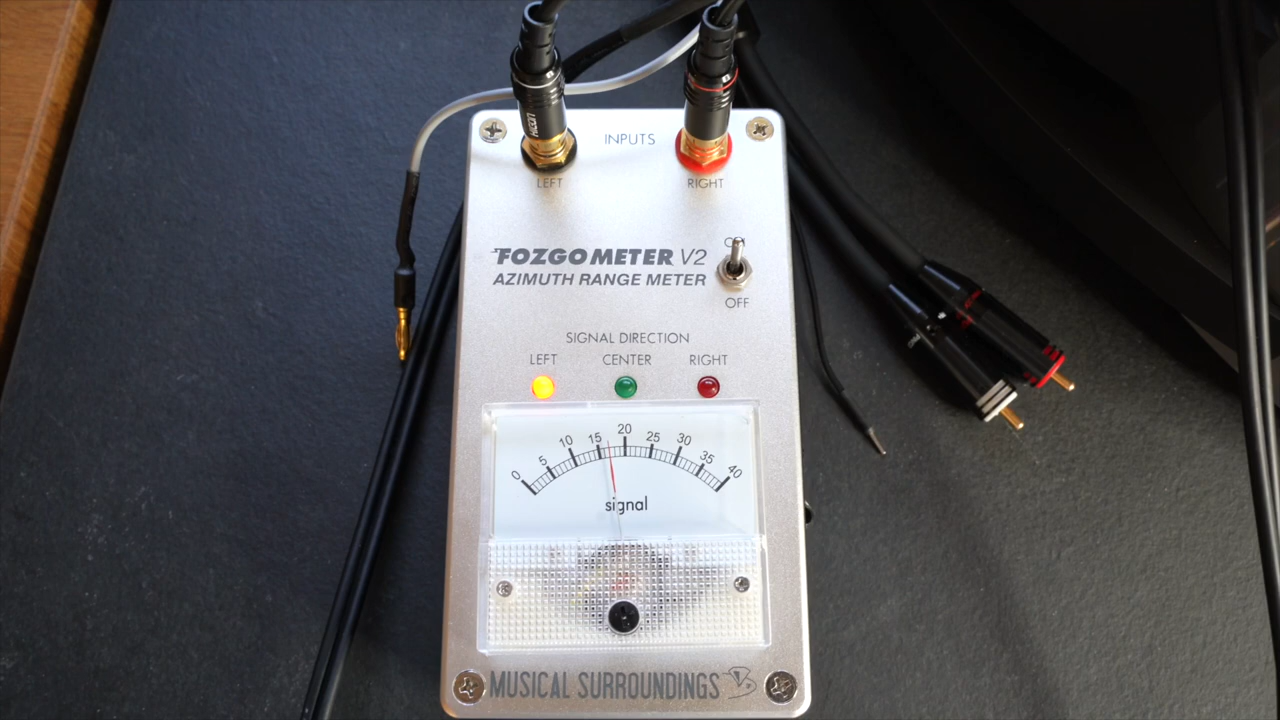 INPUTS
LEFT
RIGHT
FOZGOMETER V2
AZIMUTH RANGE METER
OFF
SIGNAL DIRECTION
LEFT CENTER RIGHT
0 5 10 15 20 25 30 35 40
signal
MUSICAL SURROUNDINGS